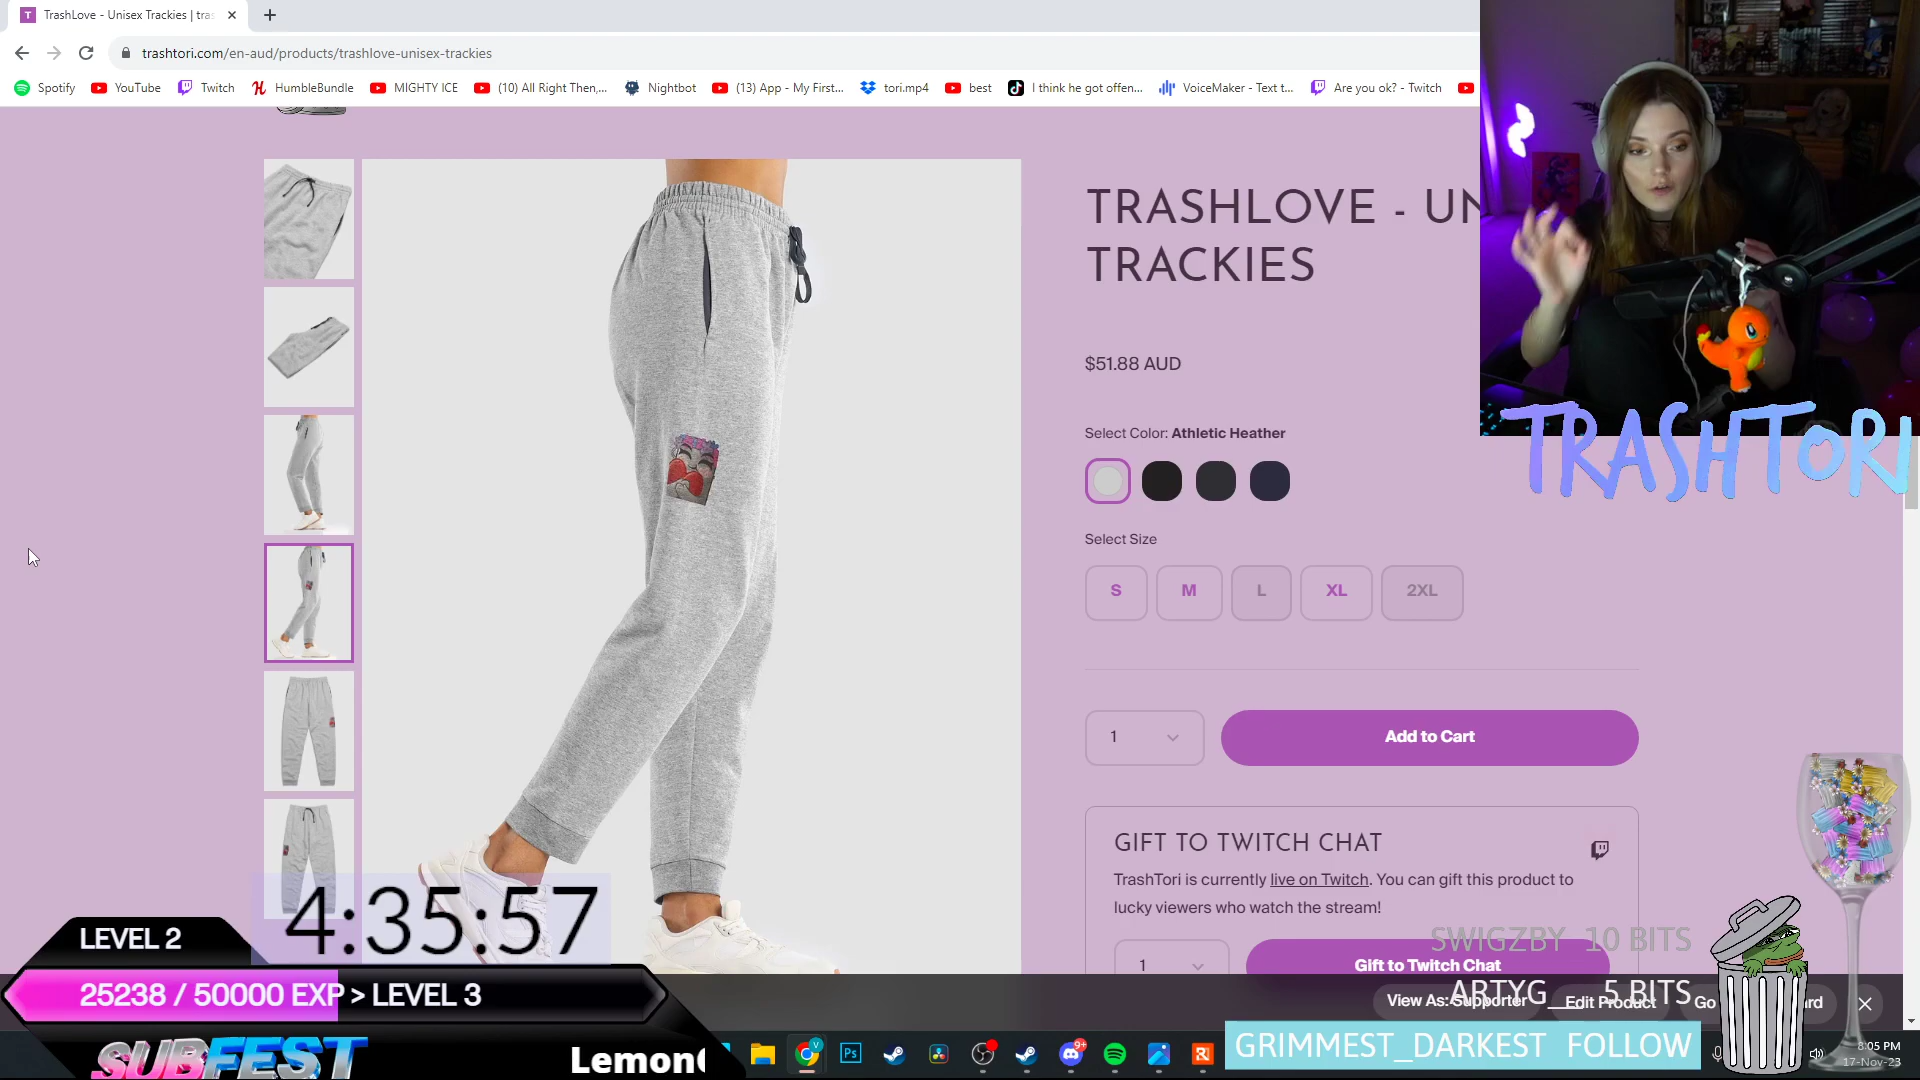 TrashLove - Unisex Trackies | tras
trashtori.com/en-aud/products/trashlove-unisex-trackies
Spotify
YouTube
Twitch
HumbleBundle
MIGHTY ICE
(10) All Right Then,...
Nightbot
(13) App - My First...
tori.mp4
best
I think he got offen...
VoiceMaker - Text t...
Are you ok? - Twitch
TRASHLOVE - UN
TRACKIES
$51.88 AUD
TRASHTORI
Select Color: Athletic Heather
Select Size
S
M
L
XL
2XL
1
Add to Cart
GIFT TO TWITCH CHAT
TrashTori is currently live on Twitch. You can gift this product to
lucky viewers who watch the stream!
1
Gift to Twitch Chat
SWIGZBY 10 BITS
ARTYG__ 5 BITS
View As: Supporter
Edit Product
Go
rd
GRIMMEST_DARKEST FOLLOW
4:35:57
LEVEL 2
25238 / 50000 EXP > LEVEL 3
SUBFEST
Lemon
9+
8:05 PM
17-Nov-23